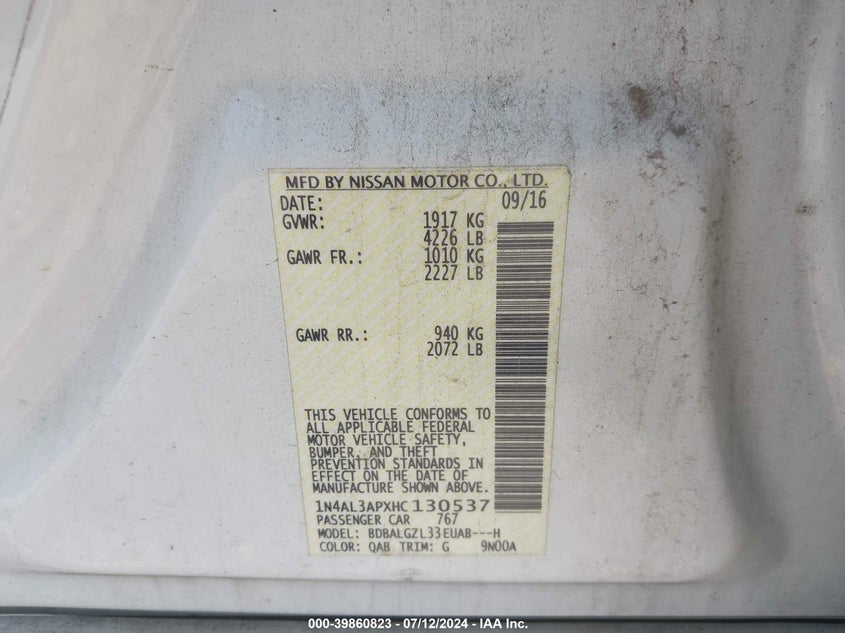 MFD BY NISSAN MOTOR CO., LTD.
DATE: 09/16
GVWR: 1917 KG
4226 LB
GAWR FR.: 1010 KG
2227 LB
GAWR RR.: 940 KG
2072 LB
THIS VEHICLE CONFORMS TO
ALL APPLICABLE FEDERAL
MOTOR VEHICLE SAFETY,
BUMPER, AND THEFT
PREVENTION STANDARDS IN
EFFECT ON THE DATE OF
MANUFACTURE SHOWN ABOVE.
1N4AL3APXHC130537
PASSENGER CAR 767
MODEL: BDBALGZL33EUAB---H
COLOR: QAB TRIM: G 9N00A
000-39860823 - 07/12/2024 - IAA Inc.